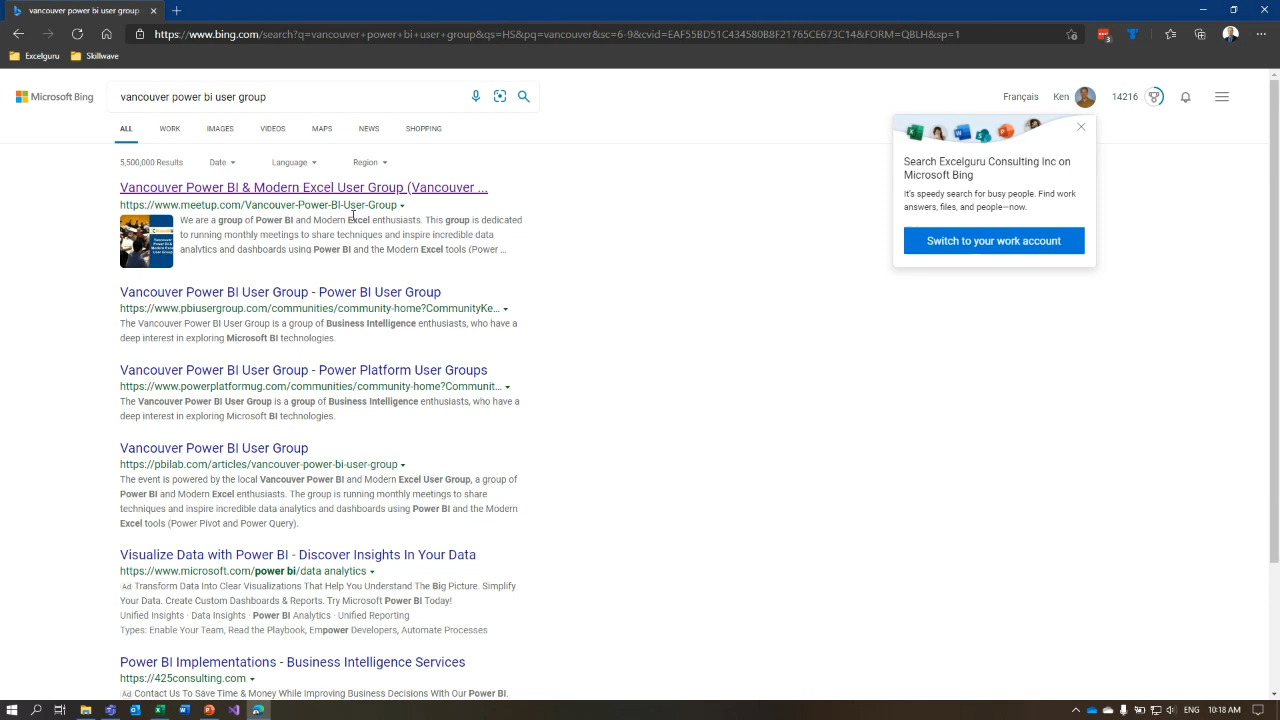 vancouver power bi user group
https://www.bing.com/search?q=vancouver+power+bi+user+group&qs=HS&pq=vancouver&sc=6-9&cvid=EAF55BD51C434580B8F21765CE673C14&FORM=QBLH&sp=1
3
Excelguru Skillwave
Microsoft Bing
vancouver power bi user group
Français Ken 14216
ALL WORK IMAGES VIDEOS MAPS NEWS SHOPPING
5,500,000 Results Date Language Region
Vancouver Power BI & Modern Excel User Group (Vancouver ...
https://www.meetup.com/Vancouver-Power-BI-User-Group
We are a group of Power BI and Modern Excel enthusiasts. This group is dedicated
to running monthly meetings to share techniques and inspire incredible data
analytics and dashboards using Power BI and the Modern Excel tools (Power ...
Vancouver Power BI User Group - Power BI User Group
https://www.pbiusergroup.com/communities/community-home?CommunityKe...
The Vancouver Power BI User Group is a group of Business Intelligence enthusiasts, who have a
deep interest in exploring Microsoft BI technologies.
Vancouver Power BI User Group - Power Platform User Groups
https://www.powerplatformug.com/communities/community-home?Communit...
The Vancouver Power BI User Group is a group of Business Intelligence enthusiasts, who have a
deep interest in exploring Microsoft BI technologies.
Vancouver Power BI User Group
https://pbilab.com/articles/vancouver-power-bi-user-group
The event is powered by the local Vancouver Power BI and Modern Excel User Group, a group of
Power BI and Modern Excel enthusiasts. The group is running monthly meetings to share
techniques and inspire incredible data analytics and dashboards using Power BI and the Modern
Excel tools (Power Pivot and Power Query).
Visualize Data with Power BI - Discover Insights In Your Data
https://www.microsoft.com/power bi/data analytics
Ad Transform Data Into Clear Visualizations That Help You Understand The Big Picture. Simplify
Your Data. Create Custom Dashboards & Reports. Try Microsoft Power BI Today!
Unified Insights · Data Insights · Power BI Analytics · Unified Reporting
Types: Enable Your Team, Read the Playbook, Empower Developers, Automate Processes
Power BI Implementations - Business Intelligence Services
https://425consulting.com
Ad Contact Us To Save Time & Money While Improving Business Decisions With Our Power BI.
Search Excelguru Consulting Inc on
Microsoft Bing
It's speedy search for busy people. Find work
answers, files, and people—now.
Switch to your work account
ENG 10:18 AM